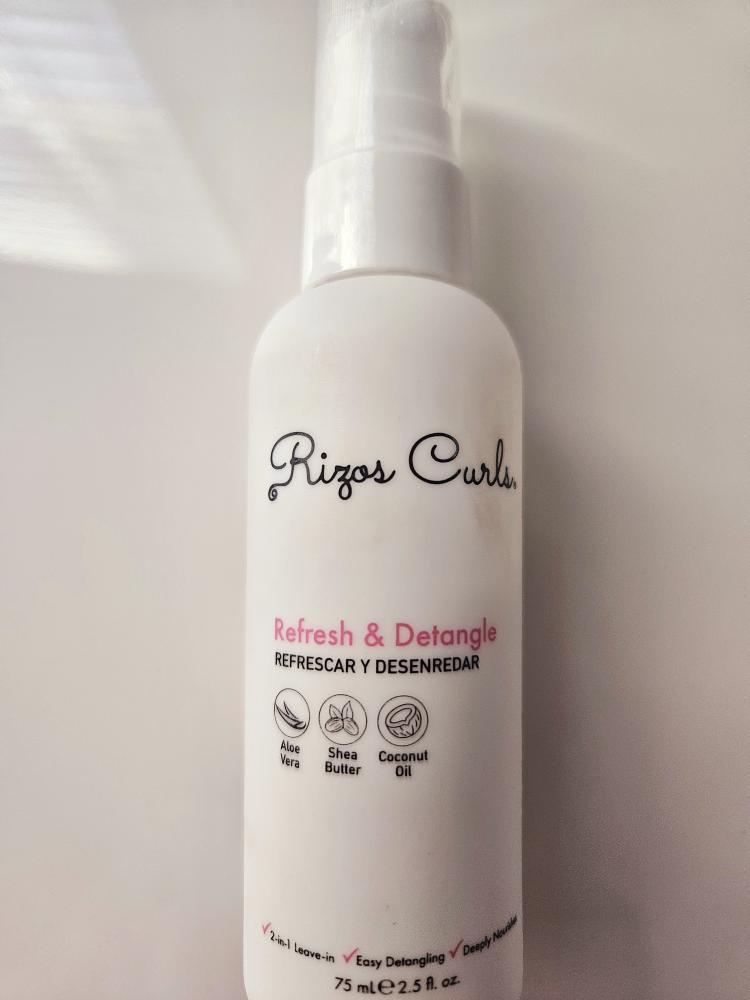 Rizos Curls
Refresh & Detangle
REFRESCAR Y DESENREDAR
Aloe
Vera
Shea
Butter
Coconut
Oil
2-in-1 Leave-in
Easy Detangling
Deeply
75 mL ℮ 2.5 fl. oz.